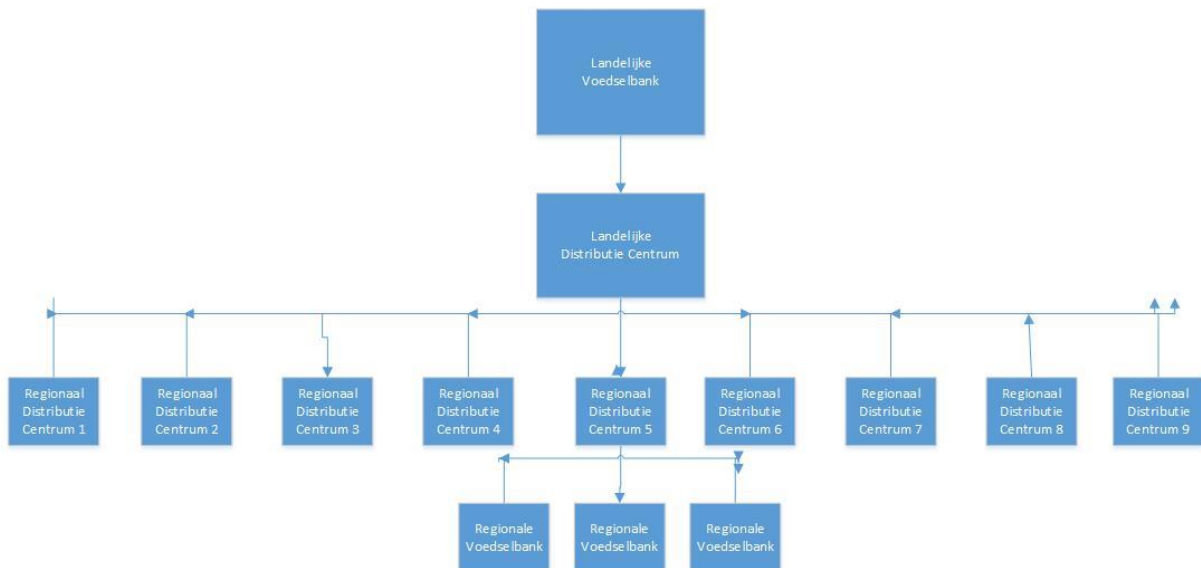 Landelijke
Voedselbank
Landelijke
Distributie Centrum
Regionaal
Distributie
Centrum 1
Regionaal
Distributie
Centrum 2
Regionaal
Distributie
Centrum 3
Regionaal
Distributie
Centrum 4
Regionaal
Distributie
Centrum 5
Regionaal
Distributie
Centrum 6
Regionaal
Distributie
Centrum 7
Regionaal
Distributie
Centrum 8
Regionaal
Distributie
Centrum 9
Regionale
Voedselbank
Regionale
Voedselbank
Regionale
Voedselbank